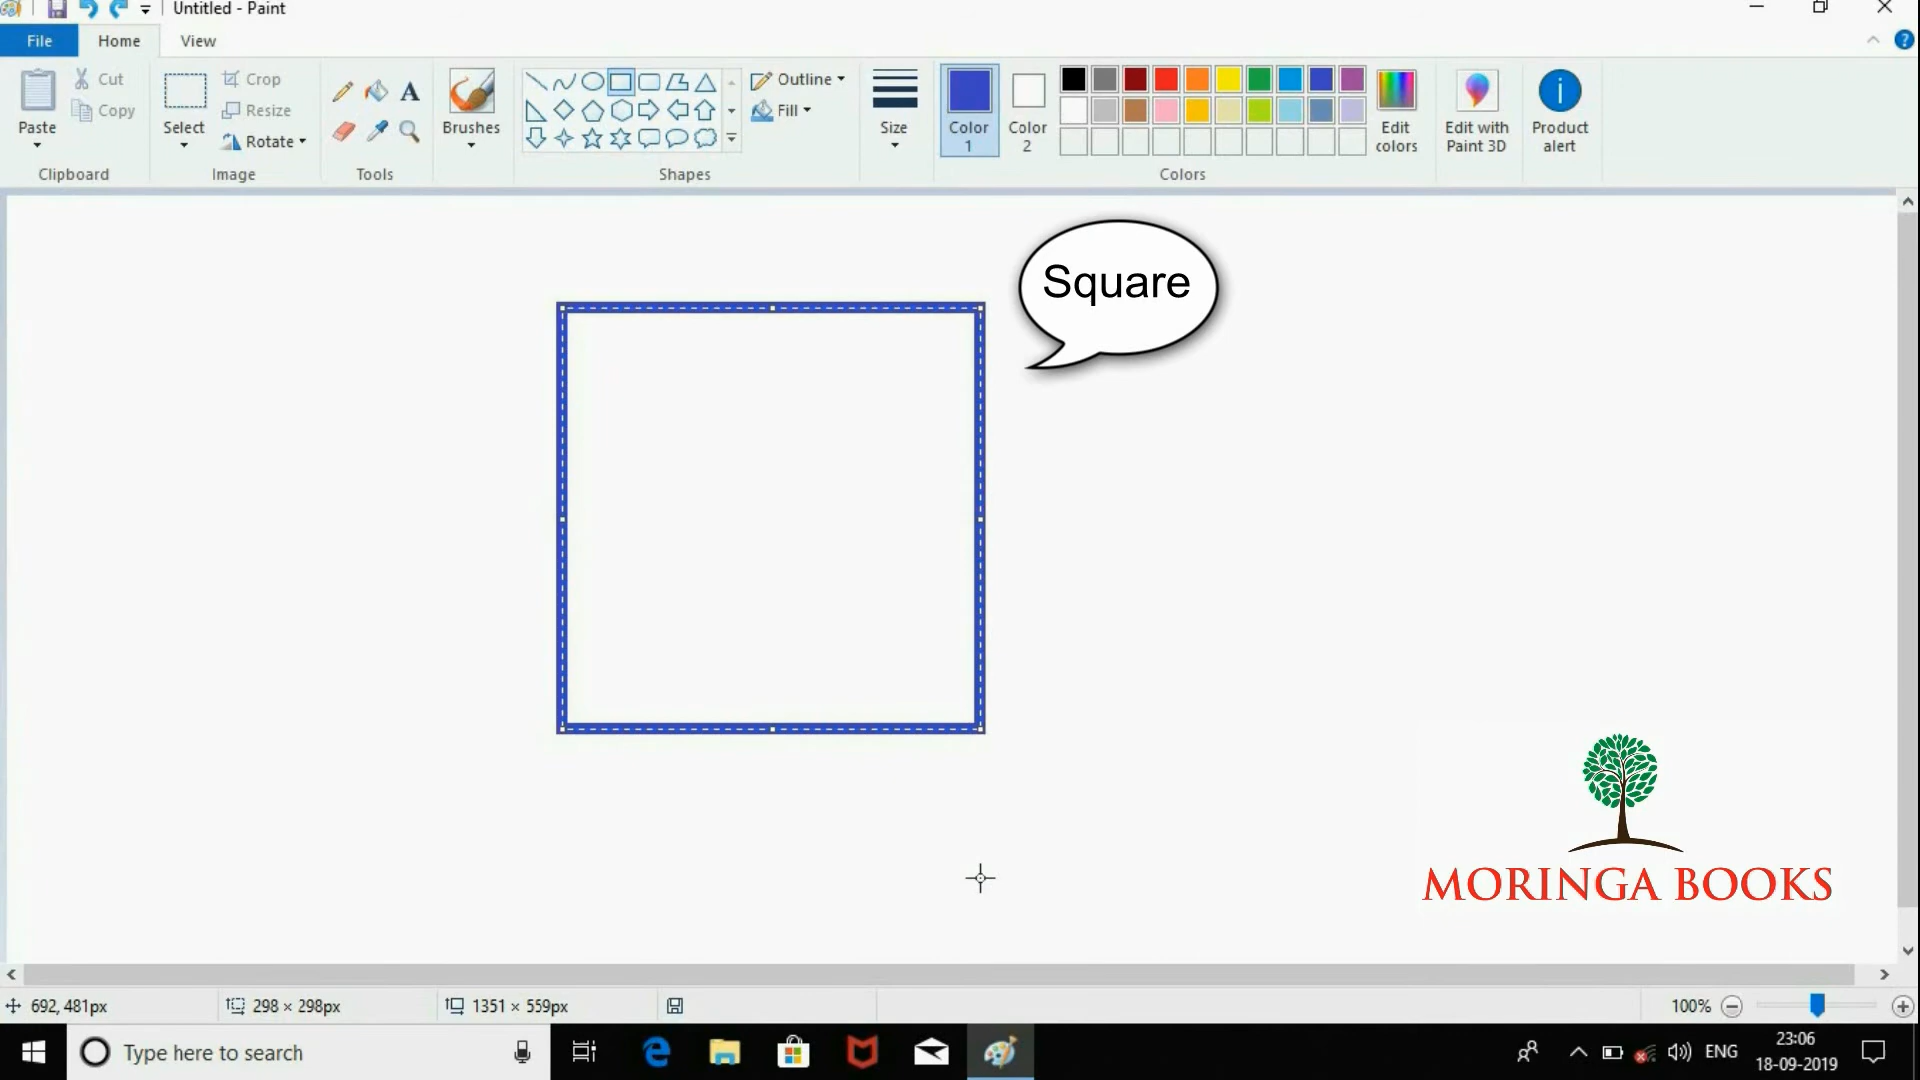 Untitled - Paint
File
Home
View
Paste
Cut
Copy
Clipboard
Select
Crop
Resize
Rotate
Image
A
Tools
Brushes
Shapes
Outline
Fill
Size
Color
1
Color
2
Colors
Edit
colors
Edit with
Paint 3D
Product
alert
Square
MORINGA BOOKS
692, 481px
298 × 298px
1351 × 559px
100%
Type here to search
ENG
23:06
18-09-2019